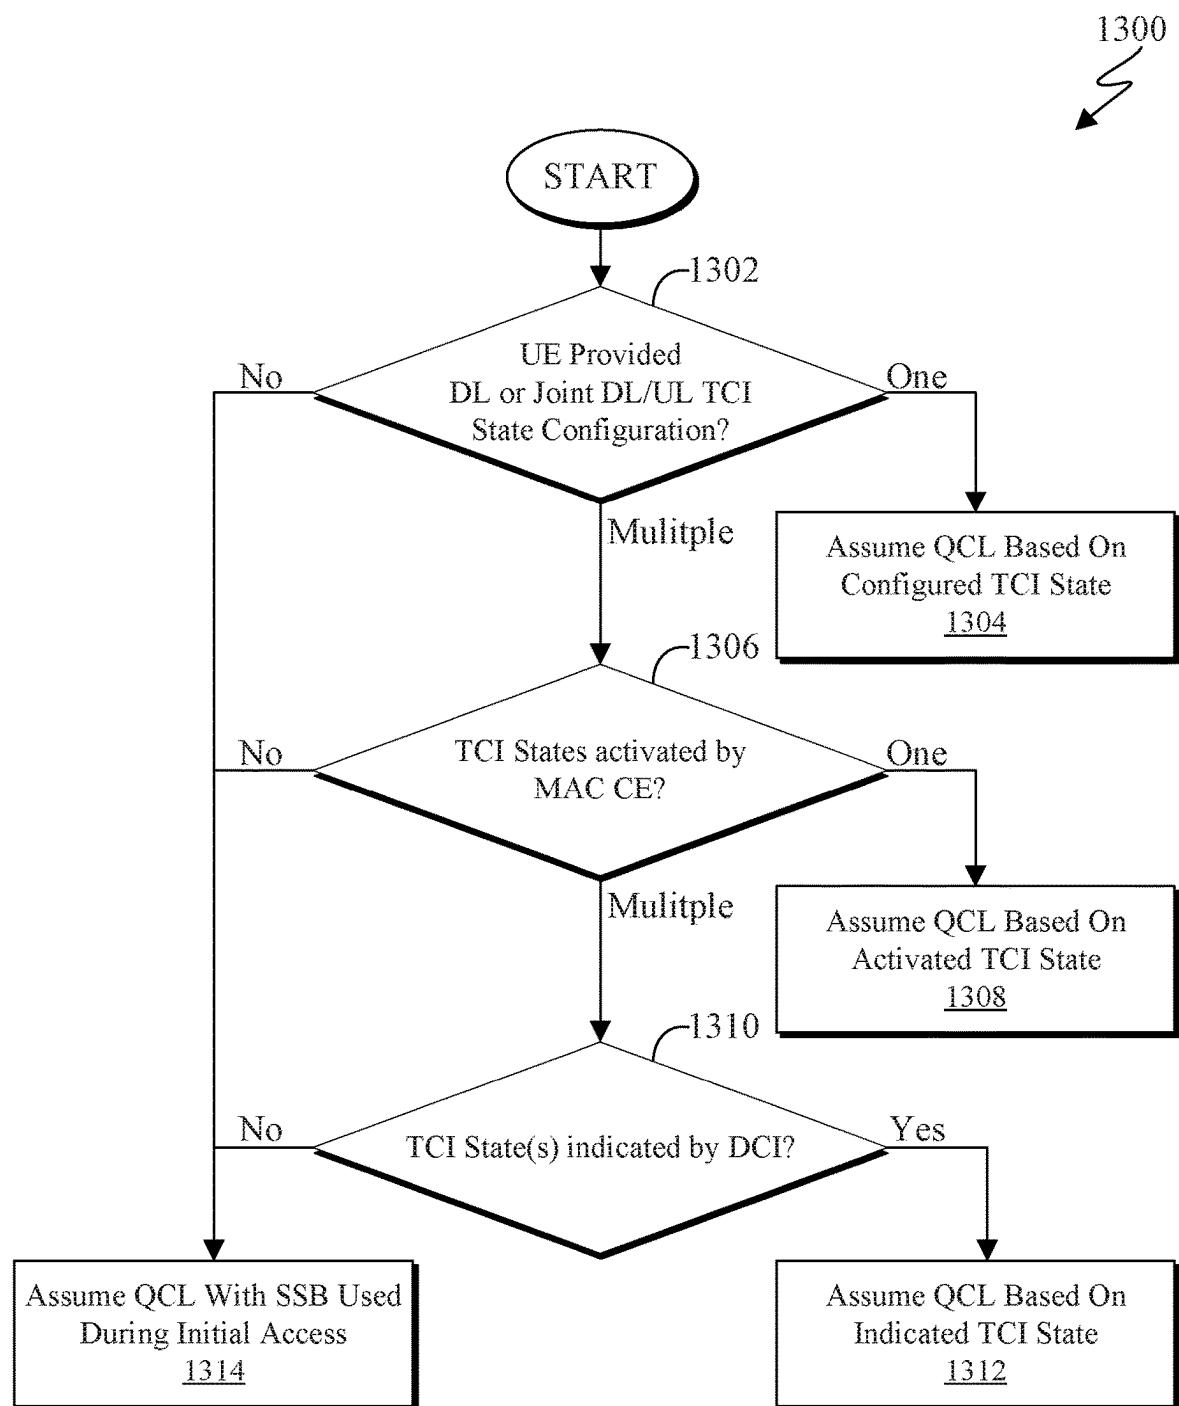 1300
START
1302
UE Provided
DL or Joint DL/UL TCI
State Configuration?
No
One
Mulitple
Assume QCL Based On
Configured TCI State
1304
1306
TCI States activated by
MAC CE?
No
One
Mulitple
Assume QCL Based On
Activated TCI State
1308
1310
TCI State(s) indicated by DCI?
No
Yes
Assume QCL With SSB Used
During Initial Access
1314
Assume QCL Based On
Indicated TCI State
1312